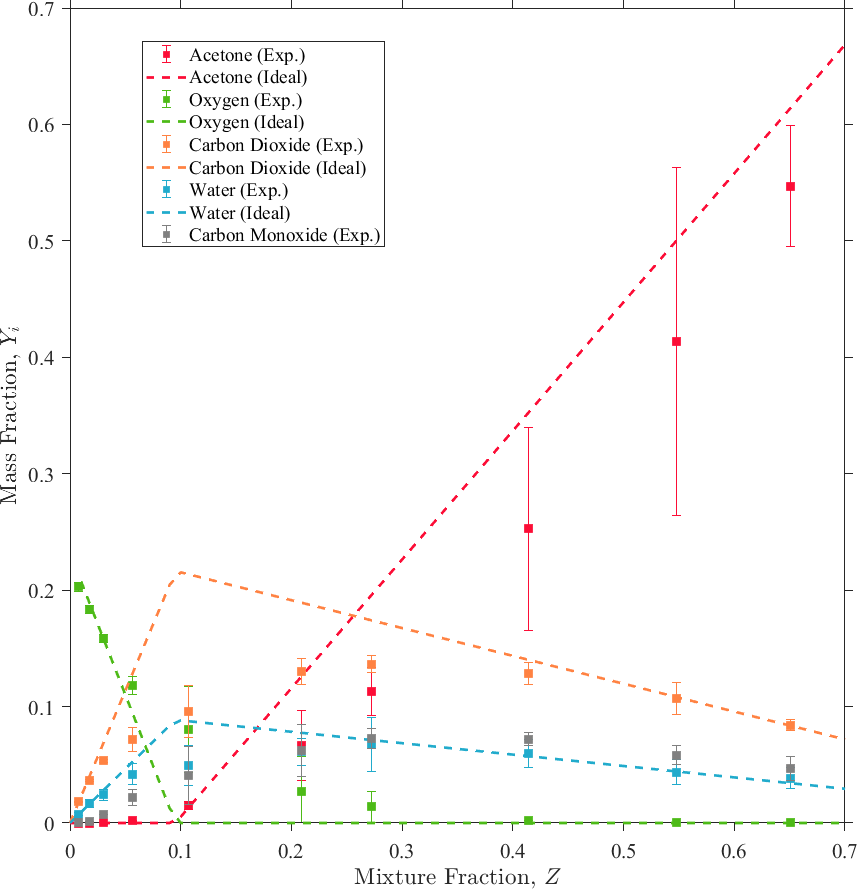 0.7
0.6
0.5
0.4
0.3
0.2
0.1
0
Mass Fraction, Yᵢ
Acetone (Exp.)
Acetone (Ideal)
Oxygen (Exp.)
Oxygen (Ideal)
Carbon Dioxide (Exp.)
Carbon Dioxide (Ideal)
Water (Exp.)
Water (Ideal)
Carbon Monoxide (Exp.)
0 0.1 0.2 0.3 0.4 0.5 0.6 0.7
Mixture Fraction, Z